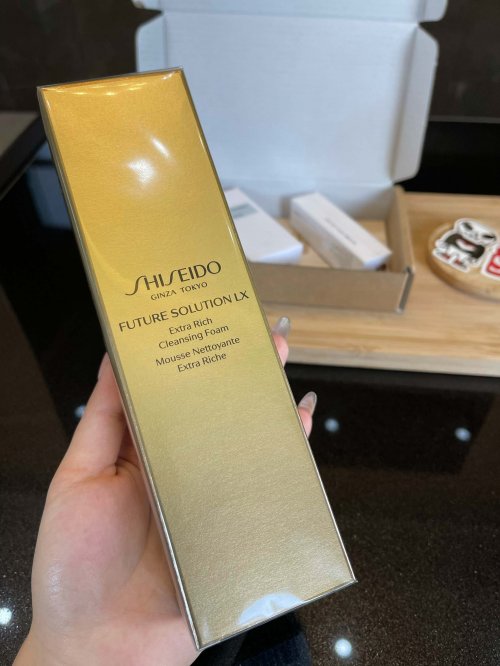 SHISEIDO
GINZA TOKYO
FUTURE SOLUTION LX
Extra Rich
Cleansing Foam
Mousse Nettoyante
Extra Riche